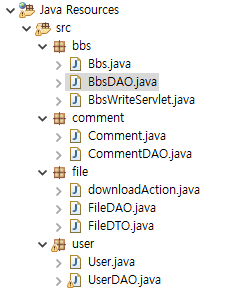 Java Resources
src
bbs
Bbs.java
BbsDAO.java
BbsWriteServlet.java
comment
Comment.java
CommentDAO.java
file
downloadAction.java
FileDAO.java
FileDTO.java
user
User.java
UserDAO.java